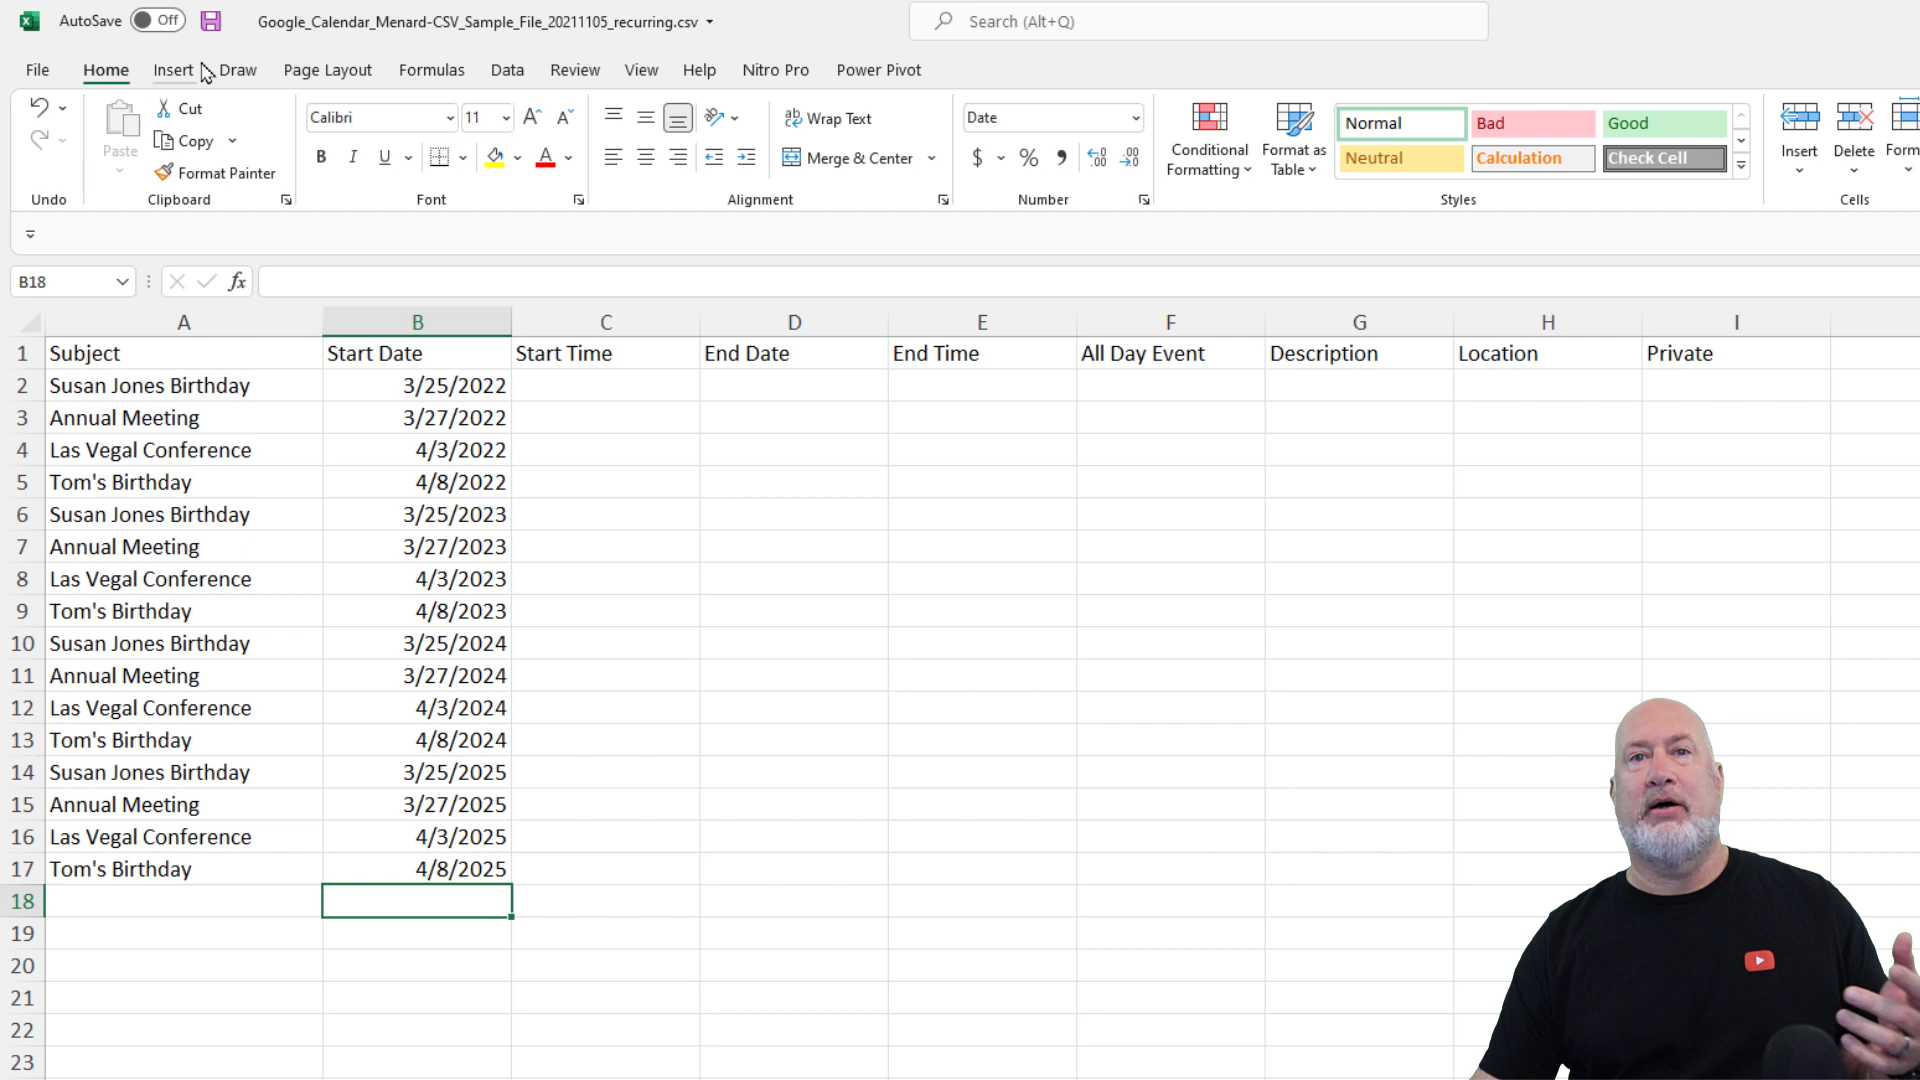 AutoSave Off Google_Calendar_Menard-CSV_Sample_File_20211105_recurring.csv Search (Alt+Q)
File Home Insert Draw Page Layout Formulas Data Review View Help Nitro Pro Power Pivot
Cut
Copy
Format Painter
Paste
Calibri 11
B I U
Wrap Text
Merge & Center
Date
$ %
Conditional Formatting
Format as Table
Normal Bad Good
Neutral Calculation Check Cell
Insert Delete Form
Undo Clipboard Font Alignment Number Styles Cells
B18 fx
A B C D E F G H I
1 Subject Start Date Start Time End Date End Time All Day Event Description Location Private
2 Susan Jones Birthday 3/25/2022
3 Annual Meeting 3/27/2022
4 Las Vegal Conference 4/3/2022
5 Tom's Birthday 4/8/2022
6 Susan Jones Birthday 3/25/2023
7 Annual Meeting 3/27/2023
8 Las Vegal Conference 4/3/2023
9 Tom's Birthday 4/8/2023
10 Susan Jones Birthday 3/25/2024
11 Annual Meeting 3/27/2024
12 Las Vegal Conference 4/3/2024
13 Tom's Birthday 4/8/2024
14 Susan Jones Birthday 3/25/2025
15 Annual Meeting 3/27/2025
16 Las Vegal Conference 4/3/2025
17 Tom's Birthday 4/8/2025
18
19
20
21
22
23